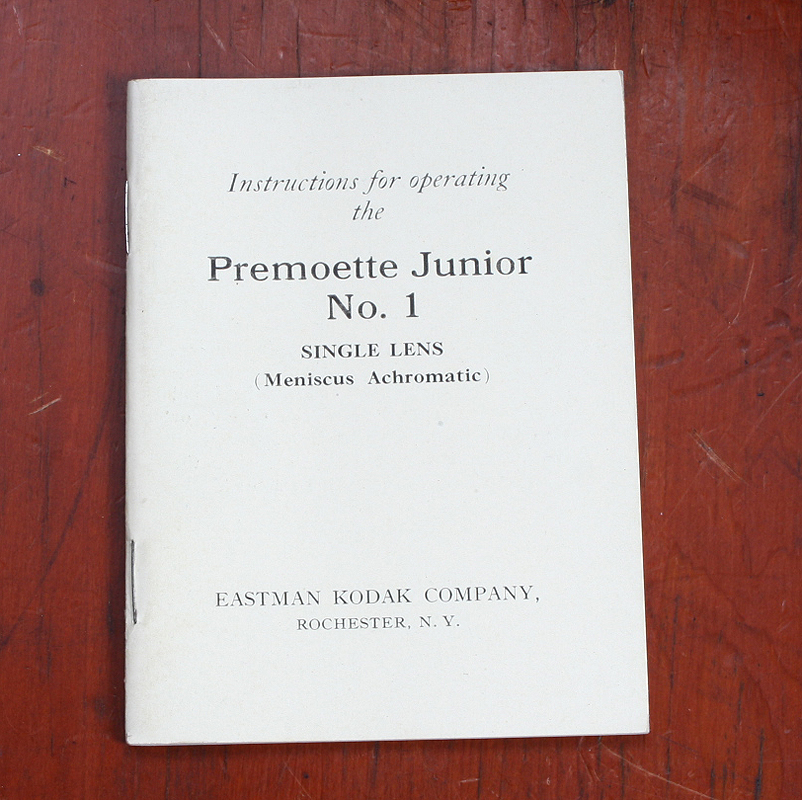 Instructions for operating
the
Premoette Junior
No. 1
SINGLE LENS
(Meniscus Achromatic)
EASTMAN KODAK COMPANY,
ROCHESTER, N. Y.